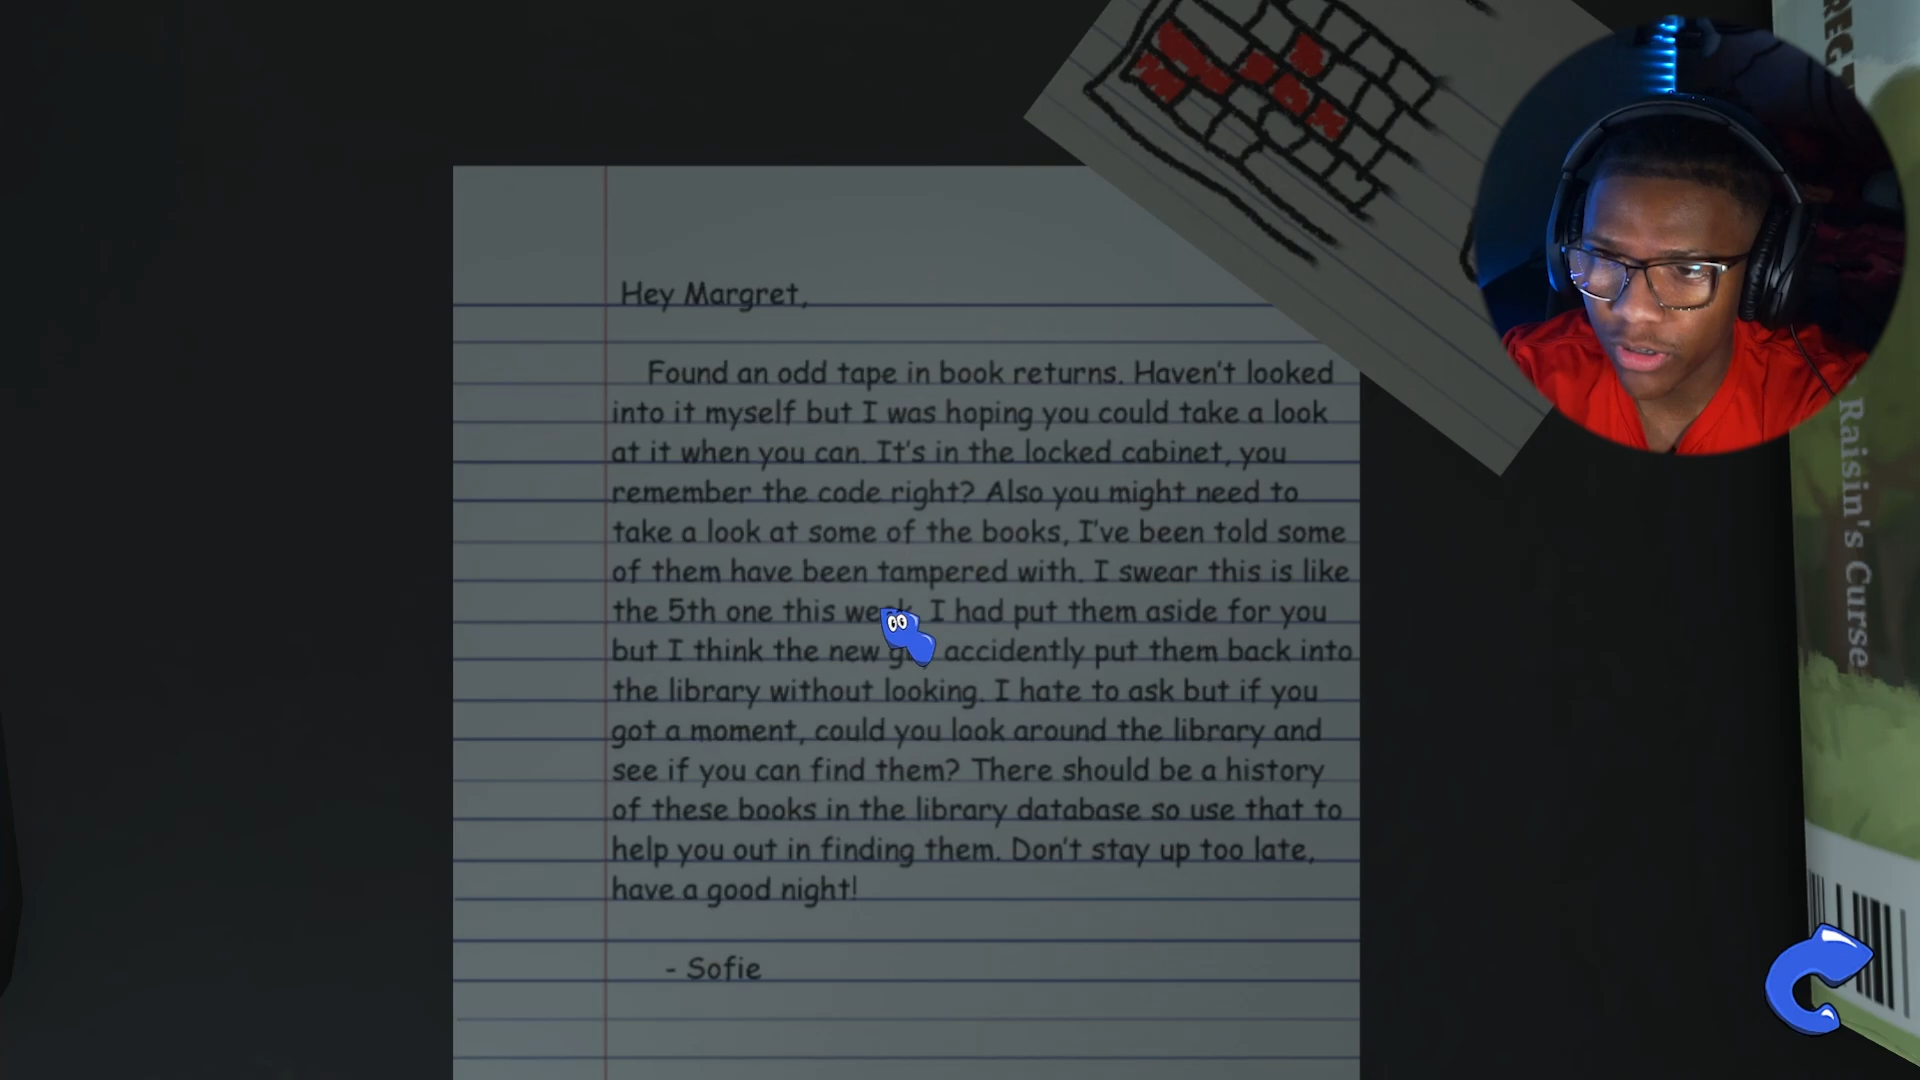 Hey Margret,
Found an odd tape in book returns. Haven't looked
into it myself but I was hoping you could take a look
at it when you can. It's in the locked cabinet, you
remember the code right? Also you might need to
take a look at some of the books, I've been told some
of them have been tampered with. I swear this is like
the 5th one this I had put them aside for you
but I think the new accidently put them back into
the library without looking. I hate to ask but if you
got a moment, could you look around the library and
see if you can find them? There should be a history
of these books in the library database so use that to
help you out in finding them. Don't stay up too late,
have a good night!
- Sofie
Raisin's Curse